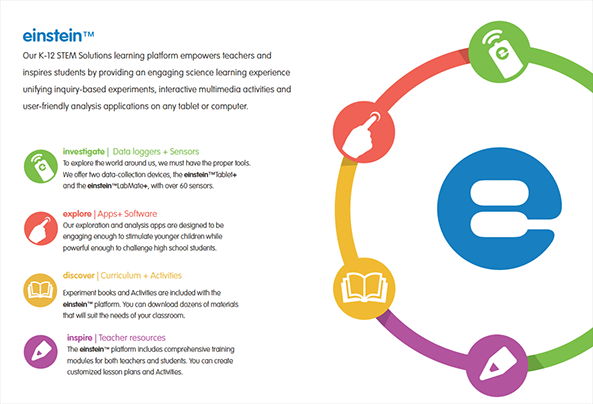 einstein™
Our K-12 STEM Solutions learning platform empowers teachers and
inspires students by providing an engaging science learning experience
unifying inquiry-based experiments, interactive multimedia activities and
user-friendly analysis applications on any tablet or computer.
investigate | Data loggers + Sensors
To explore the world around us, we must have the proper tools.
We offer two data-collection devices, the einstein™Tablet+
and the einstein™LabMate+, with over 60 sensors.
explore | Apps+ Software
Our exploration and analysis apps are designed to be
engaging enough to stimulate younger children while
powerful enough to challenge high school students.
discover | Curriculum + Activities
Experiment books and Activities are included with the
einstein™ platform. You can download dozens of materials
that will suit the needs of your classroom.
inspire | Teacher resources
The einstein™ platform includes comprehensive training
modules for both teachers and students. You can create
customized lesson plans and Activities.
e